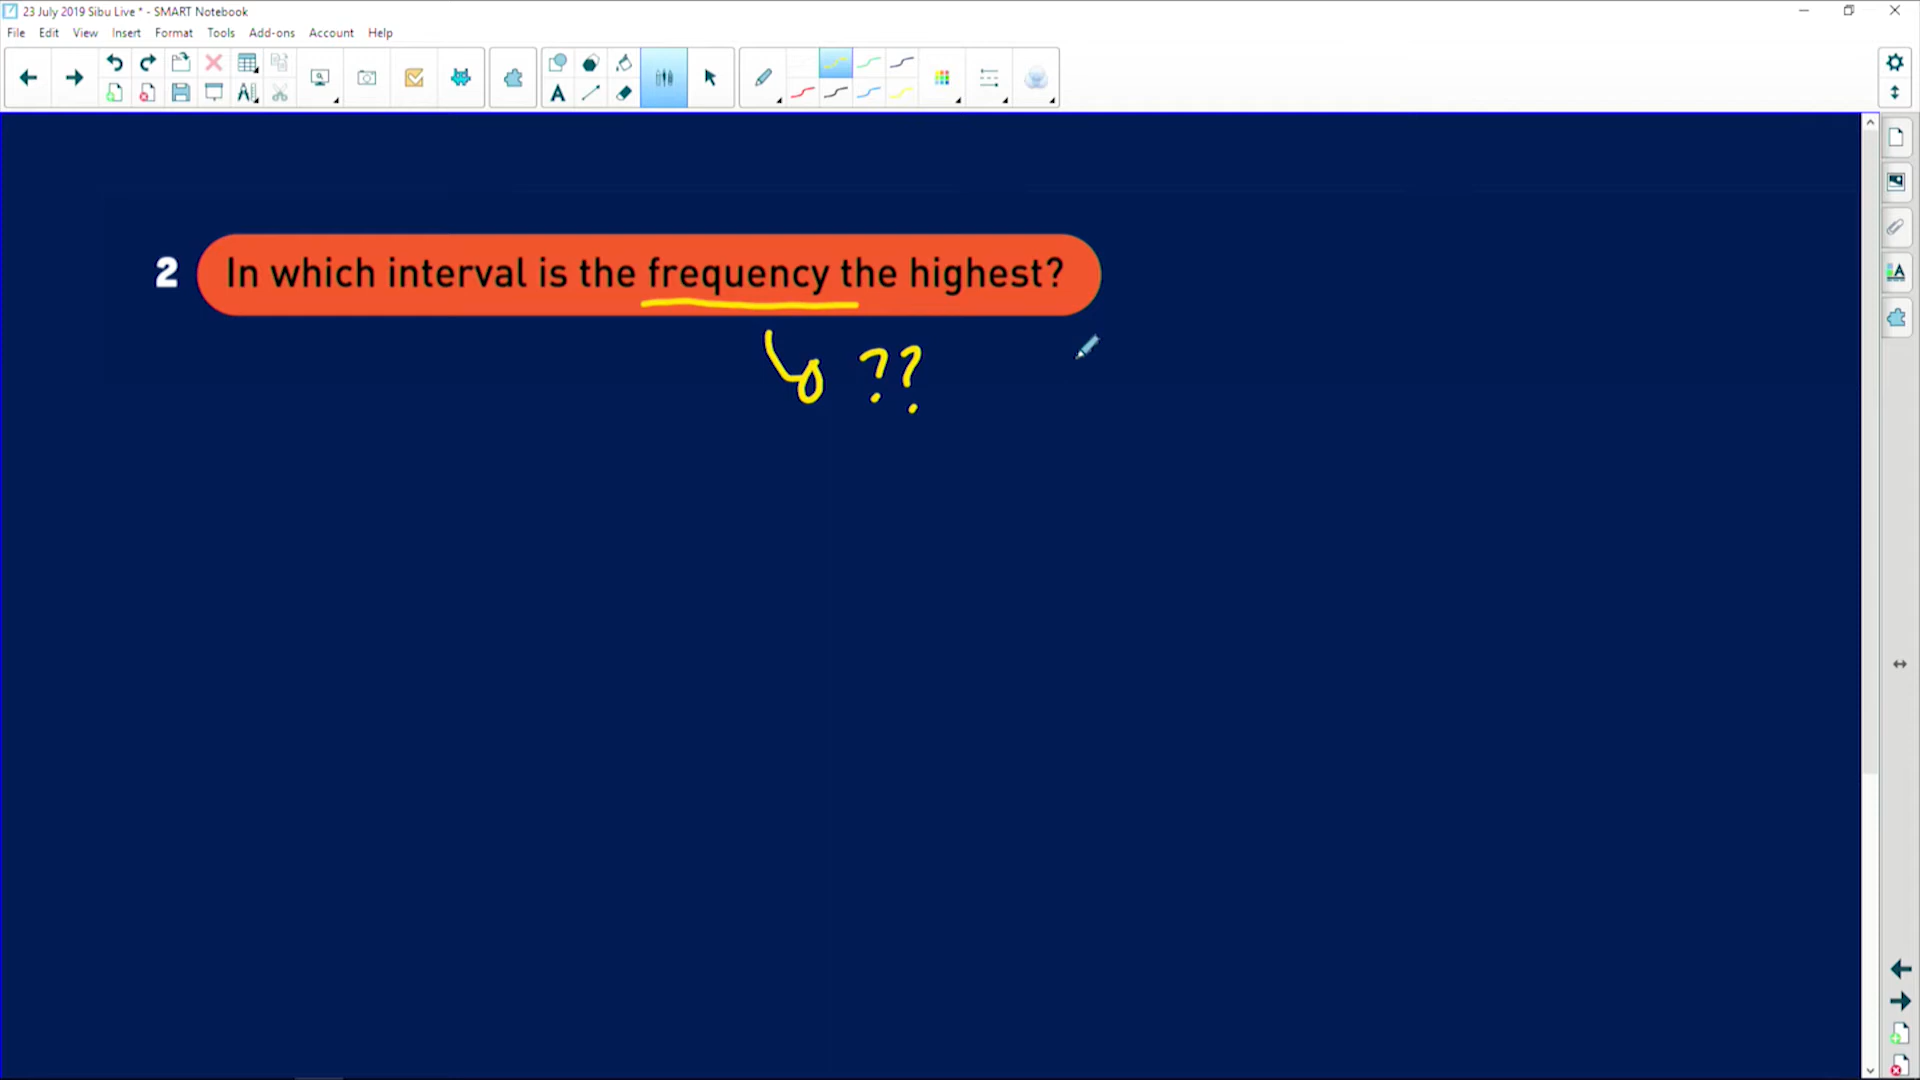 23 July 2019 Sibu Live * - SMART Notebook
File Edit View Insert Format Tools Add-ons Account Help
2 In which interval is the frequency the highest?
??